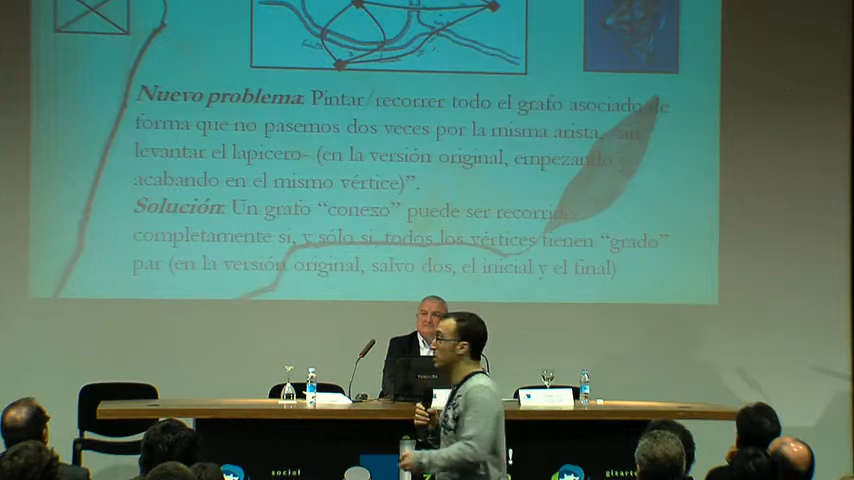 Nuevo problema: Pintar/recorrer todo el grafo asociado de
forma que no pasemos dos veces por la misma arista, -sin
levantar el lapicero- (en la versión original, empezando y
acabando en el mismo vértice)”.
Solución: Un grafo “conexo” puede ser recorrido
completamente si, y sólo si, todos los vértices tienen “grado”
par (en la versión original, salvo dos, el inicial y el final)
social
gizart